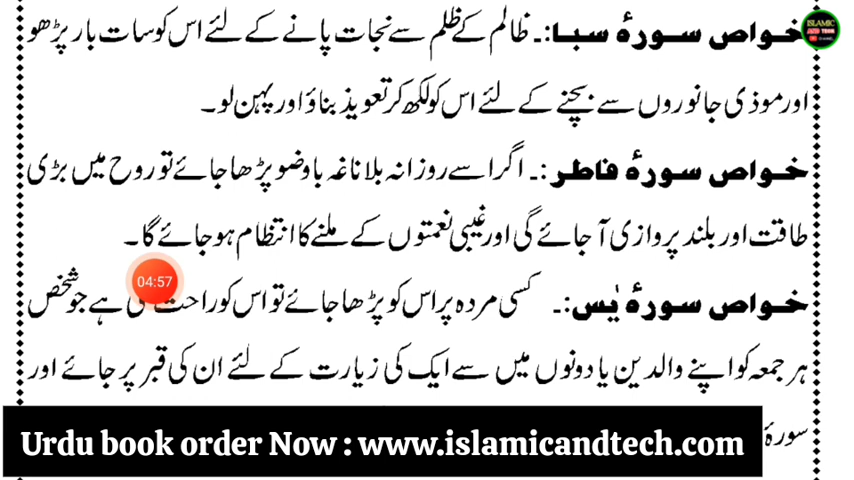 خواص سورۂ سبا:۔ ظالم کے ظلم سے نجات پانے کے لئے اس کو سات بار پڑھو
اور موذی جانوروں سے بچنے کے لئے اس کو لکھ کر تعویذ بناؤ اور پہن لو۔
خواص سورۂ فاطر:۔ اگر اسے روزانہ بلا ناغہ باوضو پڑھا جائے تو روح میں بڑی
طاقت اور بلند پروازی آ جائے گی اور غیبی نعمتوں کے ملنے کا انتظام ہو جائے گا۔
04:57
خواص سورۂ یٰس:۔ کسی مردہ پر اس کو پڑھا جائے تو اس کو راحت ہے جو شخص
ہر جمعہ کو اپنے والدین یا دونوں میں سے ایک کی زیارت کے لئے ان کی قبر پر جائے اور
سورۂ
Urdu book order Now : www.islamicandtech.com
ISLAMIC AND TECH